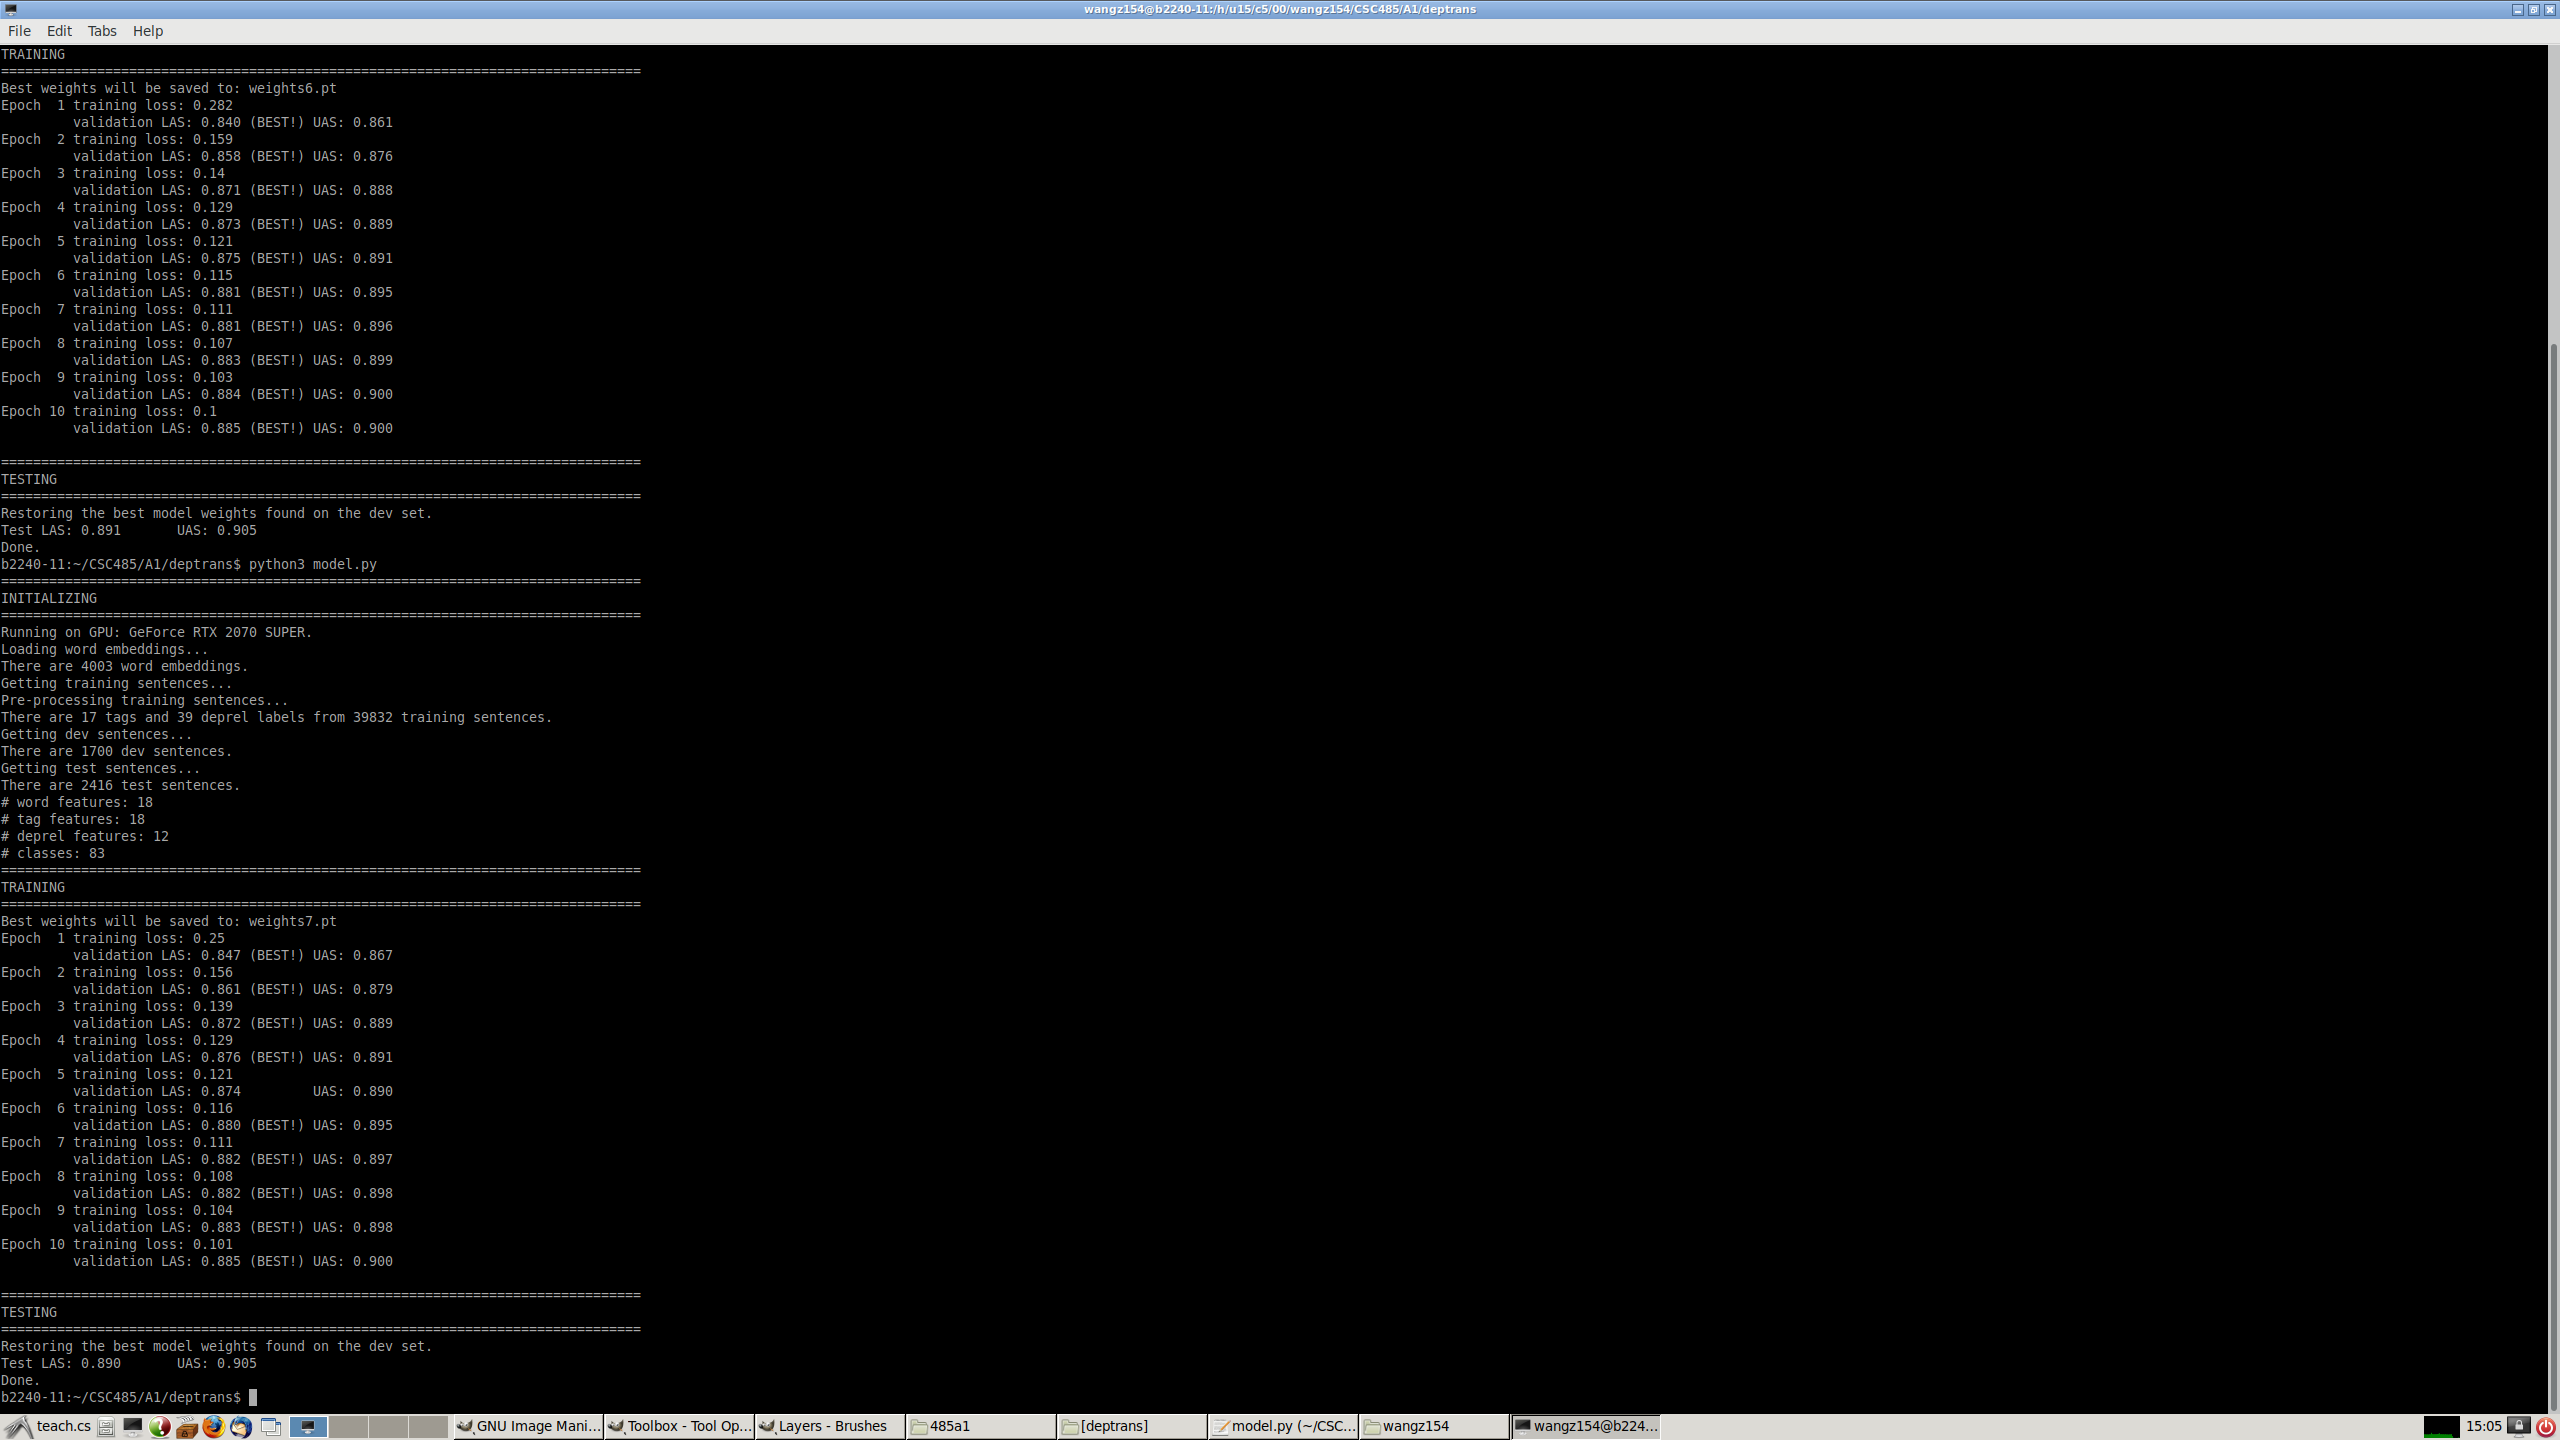 wangz154@b2240-11:/h/u15/c5/00/wangz154/CSC485/A1/deptrans
File Edit Tabs Help
TRAINING
================================================================================
Best weights will be saved to: weights6.pt
Epoch  1 training loss: 0.282
         validation LAS: 0.840 (BEST!) UAS: 0.861
Epoch  2 training loss: 0.159
         validation LAS: 0.858 (BEST!) UAS: 0.876
Epoch  3 training loss: 0.14
         validation LAS: 0.871 (BEST!) UAS: 0.888
Epoch  4 training loss: 0.129
         validation LAS: 0.873 (BEST!) UAS: 0.889
Epoch  5 training loss: 0.121
         validation LAS: 0.875 (BEST!) UAS: 0.891
Epoch  6 training loss: 0.115
         validation LAS: 0.881 (BEST!) UAS: 0.895
Epoch  7 training loss: 0.111
         validation LAS: 0.881 (BEST!) UAS: 0.896
Epoch  8 training loss: 0.107
         validation LAS: 0.883 (BEST!) UAS: 0.899
Epoch  9 training loss: 0.103
         validation LAS: 0.884 (BEST!) UAS: 0.900
Epoch 10 training loss: 0.1
         validation LAS: 0.885 (BEST!) UAS: 0.900
================================================================================
TESTING
================================================================================
Restoring the best model weights found on the dev set.
Test LAS: 0.891       UAS: 0.905
Done.
b2240-11:~/CSC485/A1/deptrans$ python3 model.py
================================================================================
INITIALIZING
================================================================================
Running on GPU: GeForce RTX 2070 SUPER.
Loading word embeddings...
There are 4003 word embeddings.
Getting training sentences...
Pre-processing training sentences...
There are 17 tags and 39 deprel labels from 39832 training sentences.
Getting dev sentences...
There are 1700 dev sentences.
Getting test sentences...
There are 2416 test sentences.
# word features: 18
# tag features: 18
# deprel features: 12
# classes: 83
================================================================================
TRAINING
================================================================================
Best weights will be saved to: weights7.pt
Epoch  1 training loss: 0.25
         validation LAS: 0.847 (BEST!) UAS: 0.867
Epoch  2 training loss: 0.156
         validation LAS: 0.861 (BEST!) UAS: 0.879
Epoch  3 training loss: 0.139
         validation LAS: 0.872 (BEST!) UAS: 0.889
Epoch  4 training loss: 0.129
         validation LAS: 0.876 (BEST!) UAS: 0.891
Epoch  5 training loss: 0.121
         validation LAS: 0.874         UAS: 0.890
Epoch  6 training loss: 0.116
         validation LAS: 0.880 (BEST!) UAS: 0.895
Epoch  7 training loss: 0.111
         validation LAS: 0.882 (BEST!) UAS: 0.897
Epoch  8 training loss: 0.108
         validation LAS: 0.882 (BEST!) UAS: 0.898
Epoch  9 training loss: 0.104
         validation LAS: 0.883 (BEST!) UAS: 0.898
Epoch 10 training loss: 0.101
         validation LAS: 0.885 (BEST!) UAS: 0.900
================================================================================
TESTING
================================================================================
Restoring the best model weights found on the dev set.
Test LAS: 0.890       UAS: 0.905
Done.
b2240-11:~/CSC485/A1/deptrans$
teach.cs GNU Image Mani... Toolbox - Tool Op... Layers - Brushes 485a1 [deptrans] model.py (~/CSC... wangz154 wangz154@b224... 15:05